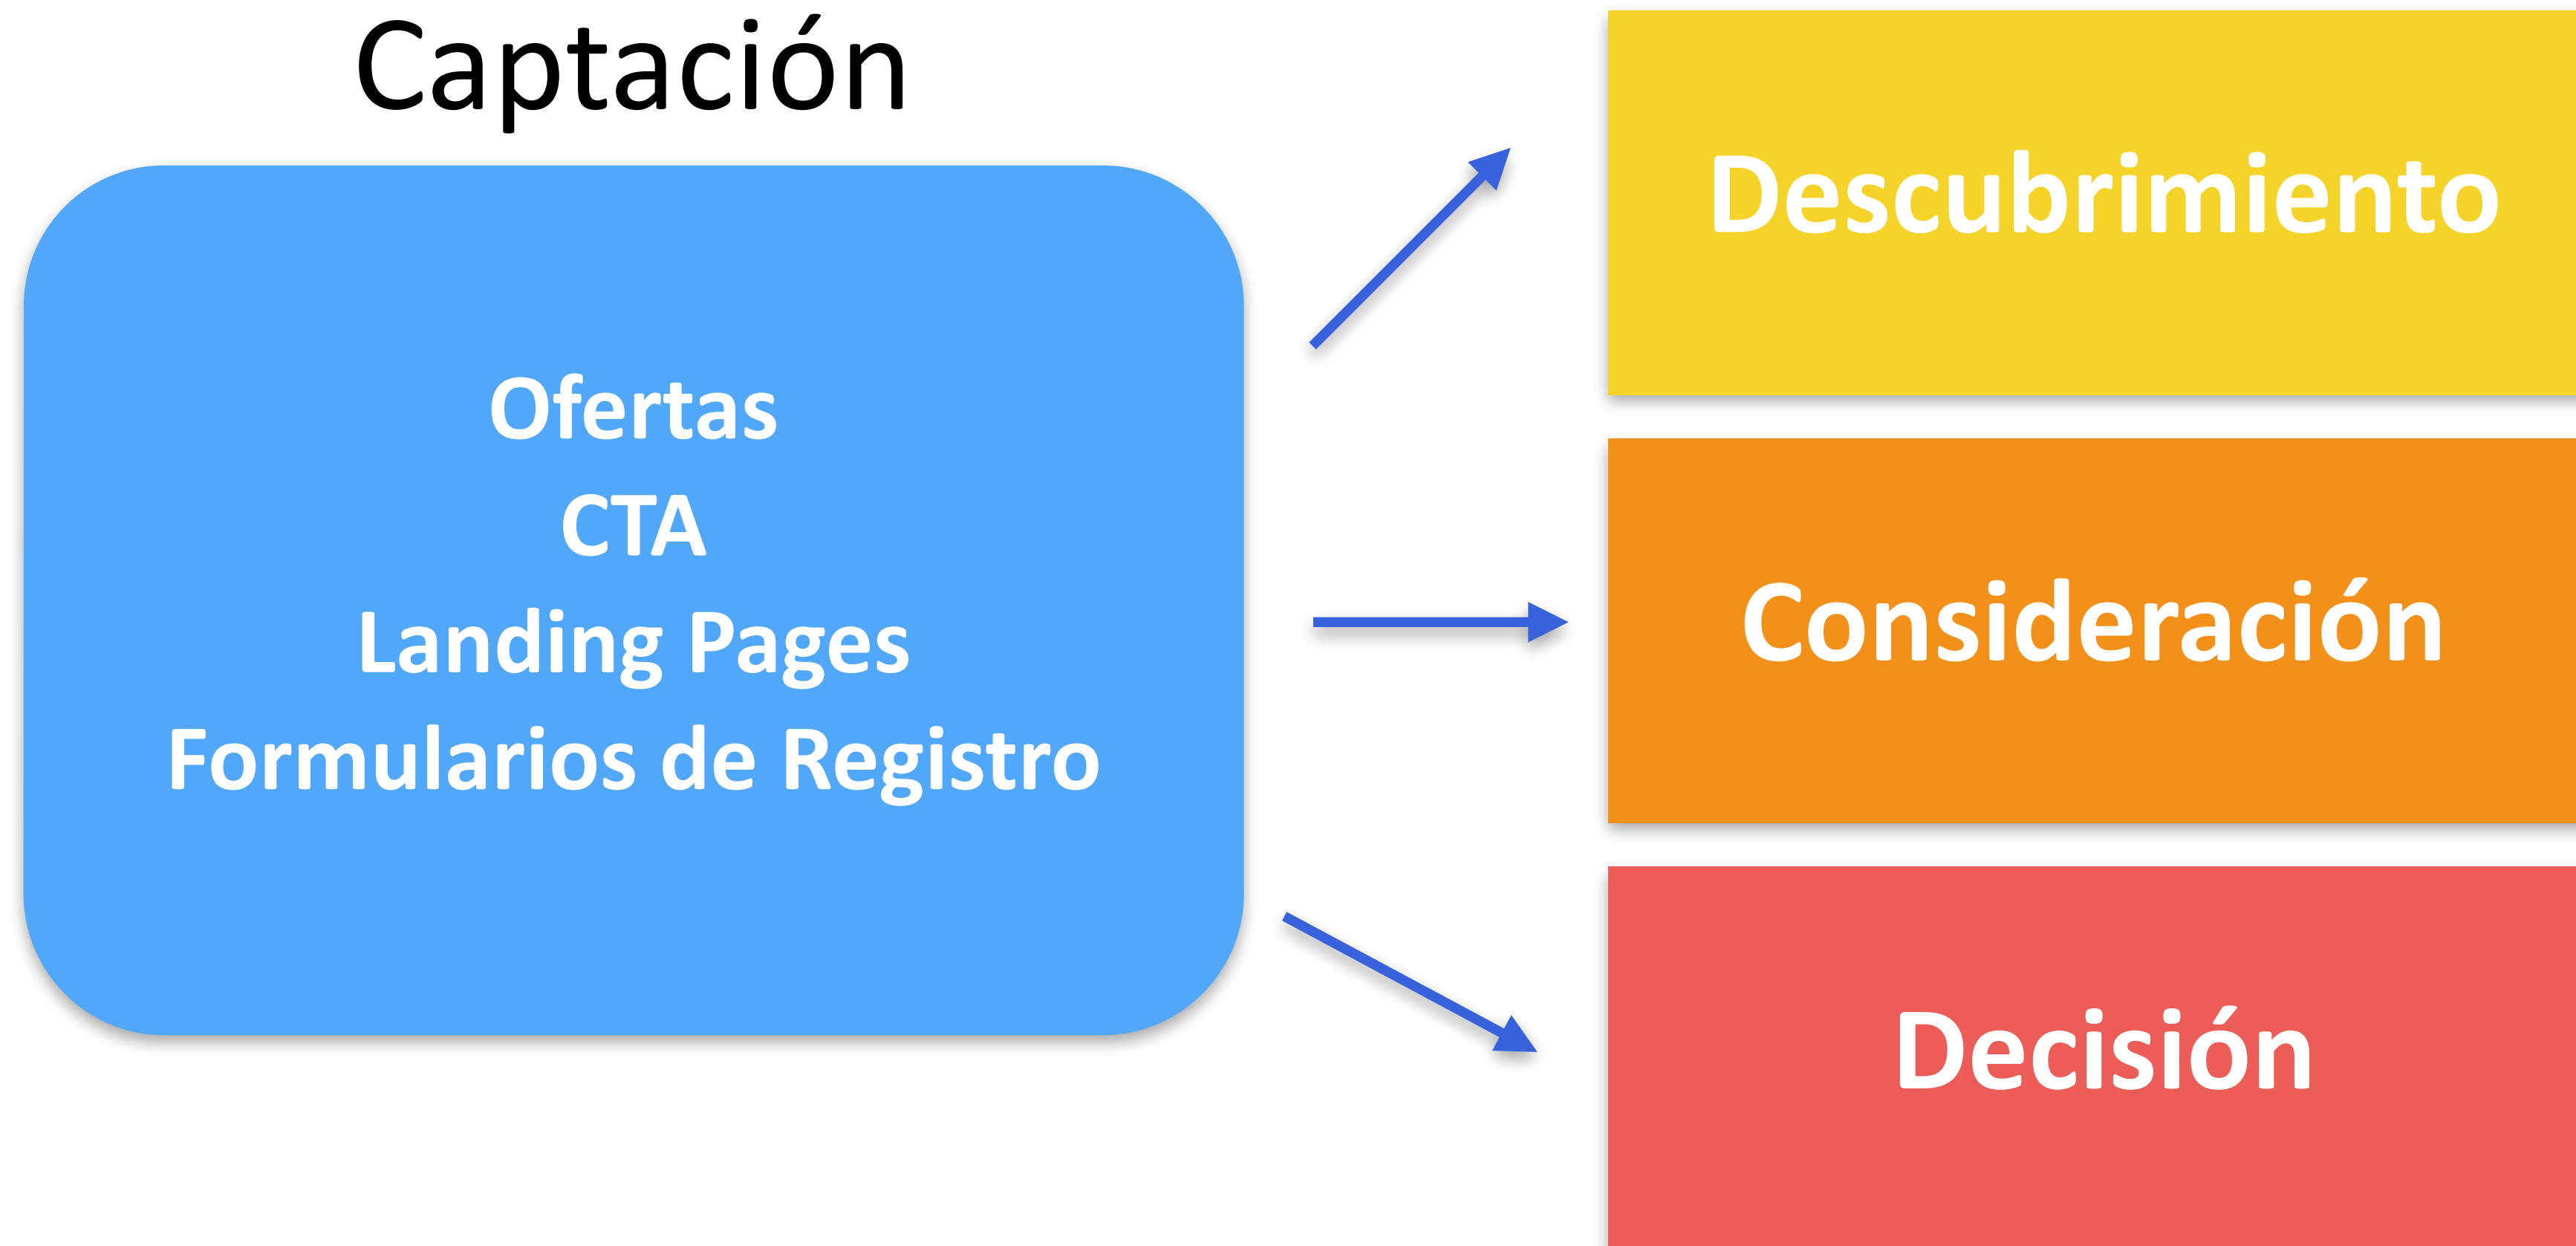 Captación
Ofertas
CTA
Landing Pages
Formularios de Registro
Descubrimiento
Consideración
Decisión